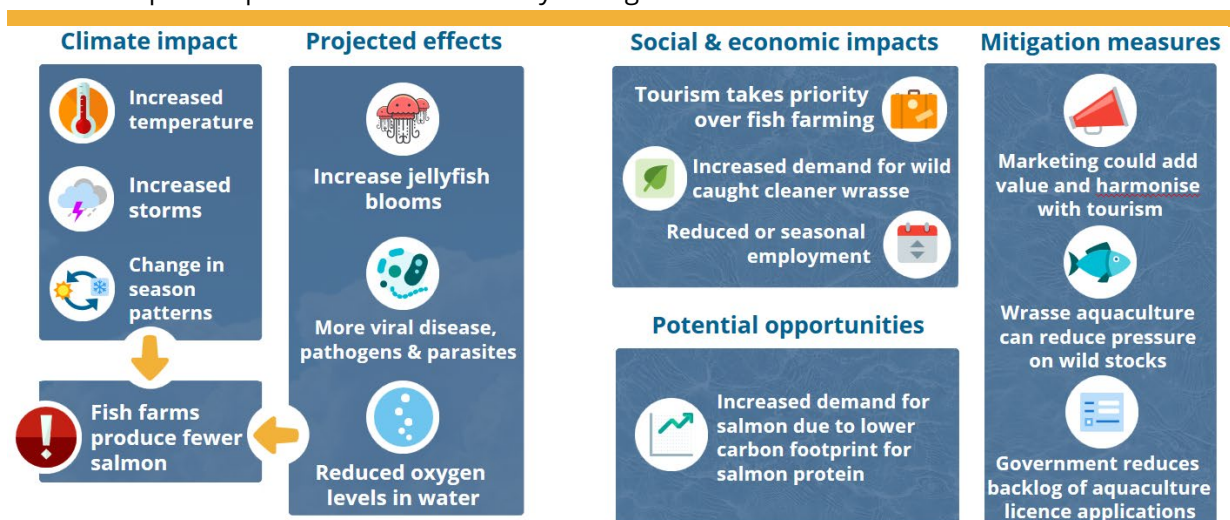 Climate impact
Increased
temperature
Increased
storms
Change in
season
patterns
Fish farms
produce fewer
salmon
Projected effects
Increase jellyfish
blooms
More viral disease,
pathogens & parasites
Reduced oxygen
levels in water
Social & economic impacts
Tourism takes priority
over fish farming
Increased demand for wild
caught cleaner wrasse
Reduced or seasonal
employment
Potential opportunities
Increased demand for
salmon due to lower
carbon footprint for
salmon protein
Mitigation measures
Marketing could add
value and harmonise
with tourism
Wrasse aquaculture
can reduce pressure
on wild stocks
Government reduces
backlog of aquaculture
licence applications